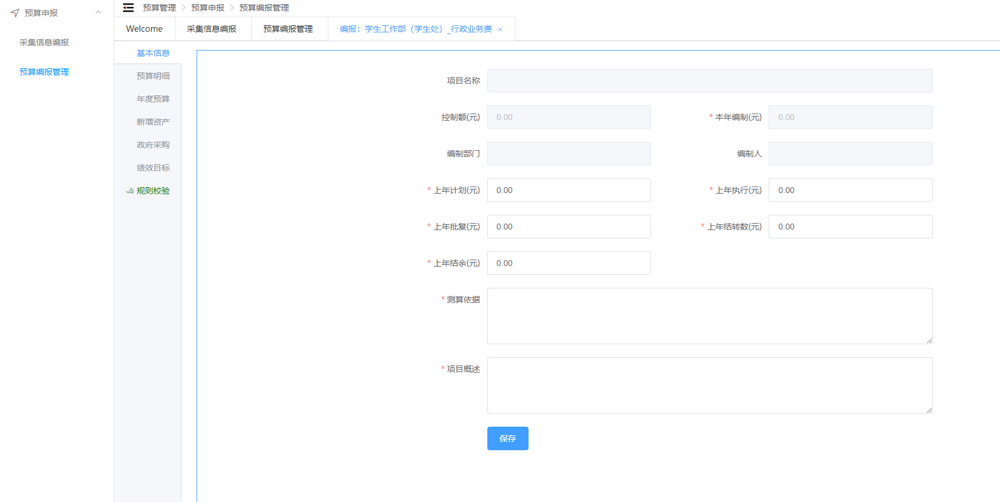 预算申报
采集信息编报
预算编报管理
预算管理 > 预算申报 > 预算编报管理
Welcome
采集信息编报
预算编报管理
编报：学生工作部（学生处）_行政业务费 ×
基本信息
预算明细
年度预算
新增资产
政府采购
绩效目标
规则校验
项目名称
控制额(元) 0.00
* 本年编制(元) 0.00
编制部门
编制人
* 上年计划(元) 0.00
* 上年执行(元) 0.00
* 上年批复(元) 0.00
* 上年结转数(元) 0.00
* 上年结余(元) 0.00
* 测算依据
* 项目概述
保存